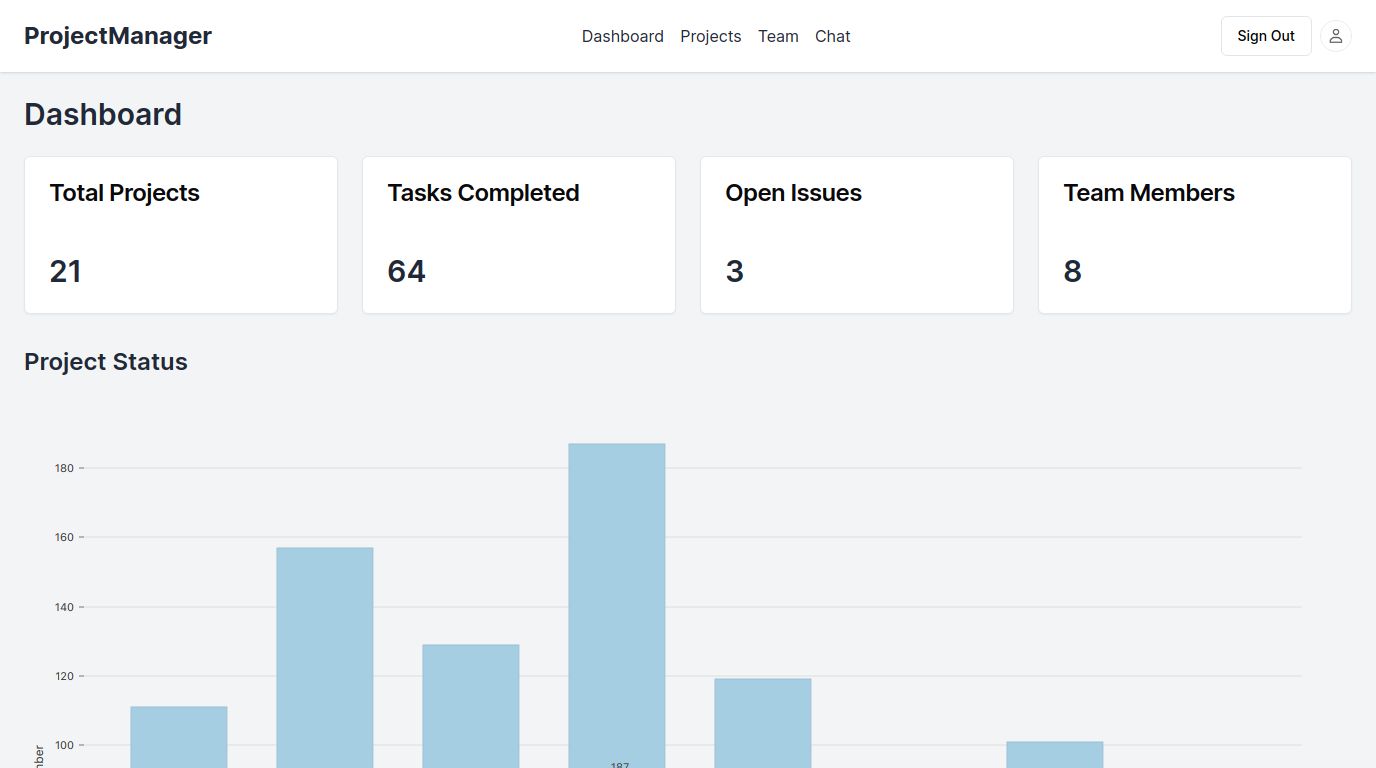 ProjectManager
Dashboard Projects Team Chat
Sign Out
Dashboard
Total Projects
21
Tasks Completed
64
Open Issues
3
Team Members
8
Project Status
180
160
140
120
100
187